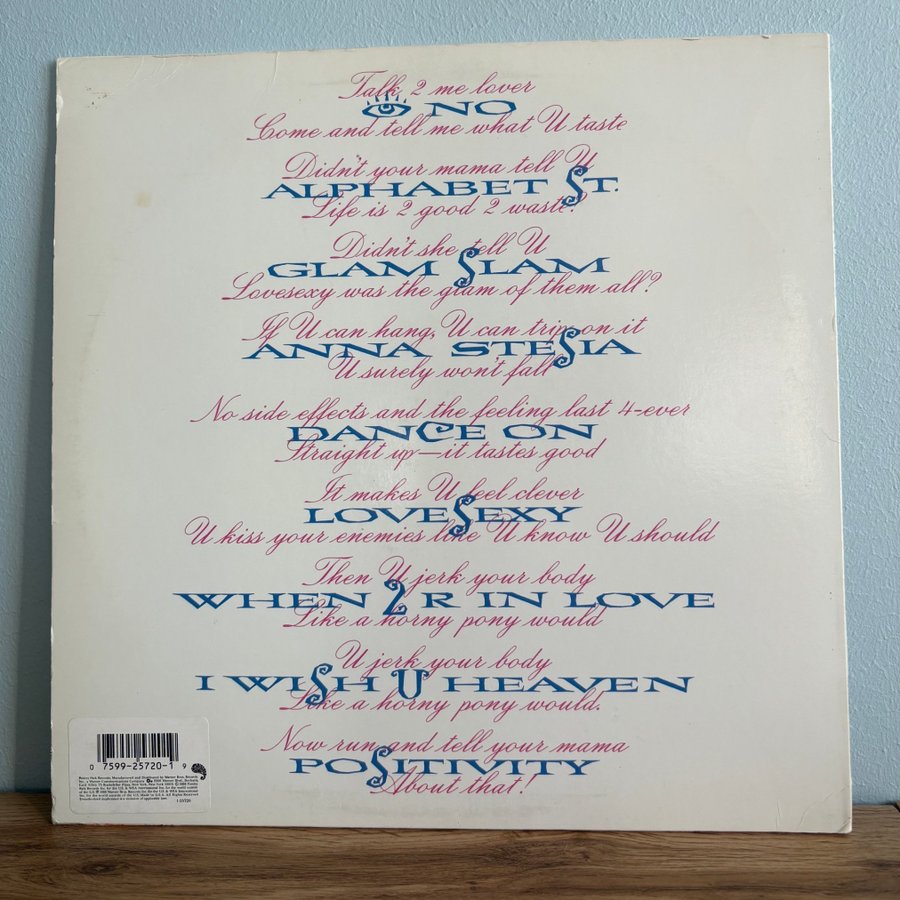 Talk 2 me lover
NO
Come and tell me what U taste
Didn't your mama tell U
ALPHABET ST.
Life is 2 good 2 waste?
Didn't she tell U
GLAM SLAM
Lovesexy was the glam of them all?
If U can hang, U can trip on it
ANNA STESIA
U surely won't fall
No side effects and the feeling last 4-ever
DANCE ON
Straight up—it tastes good
It makes U feel clever
LOVESEXY
U kiss your enemies like U know U should
Then U jerk your body
WHEN 2 R IN LOVE
Like a horny pony would
U jerk your body
I WISH U HEAVEN
Like a horny pony would.
Now run and tell your mama
POSITIVITY
About that!
0 7599-25720-1 9
1-25720